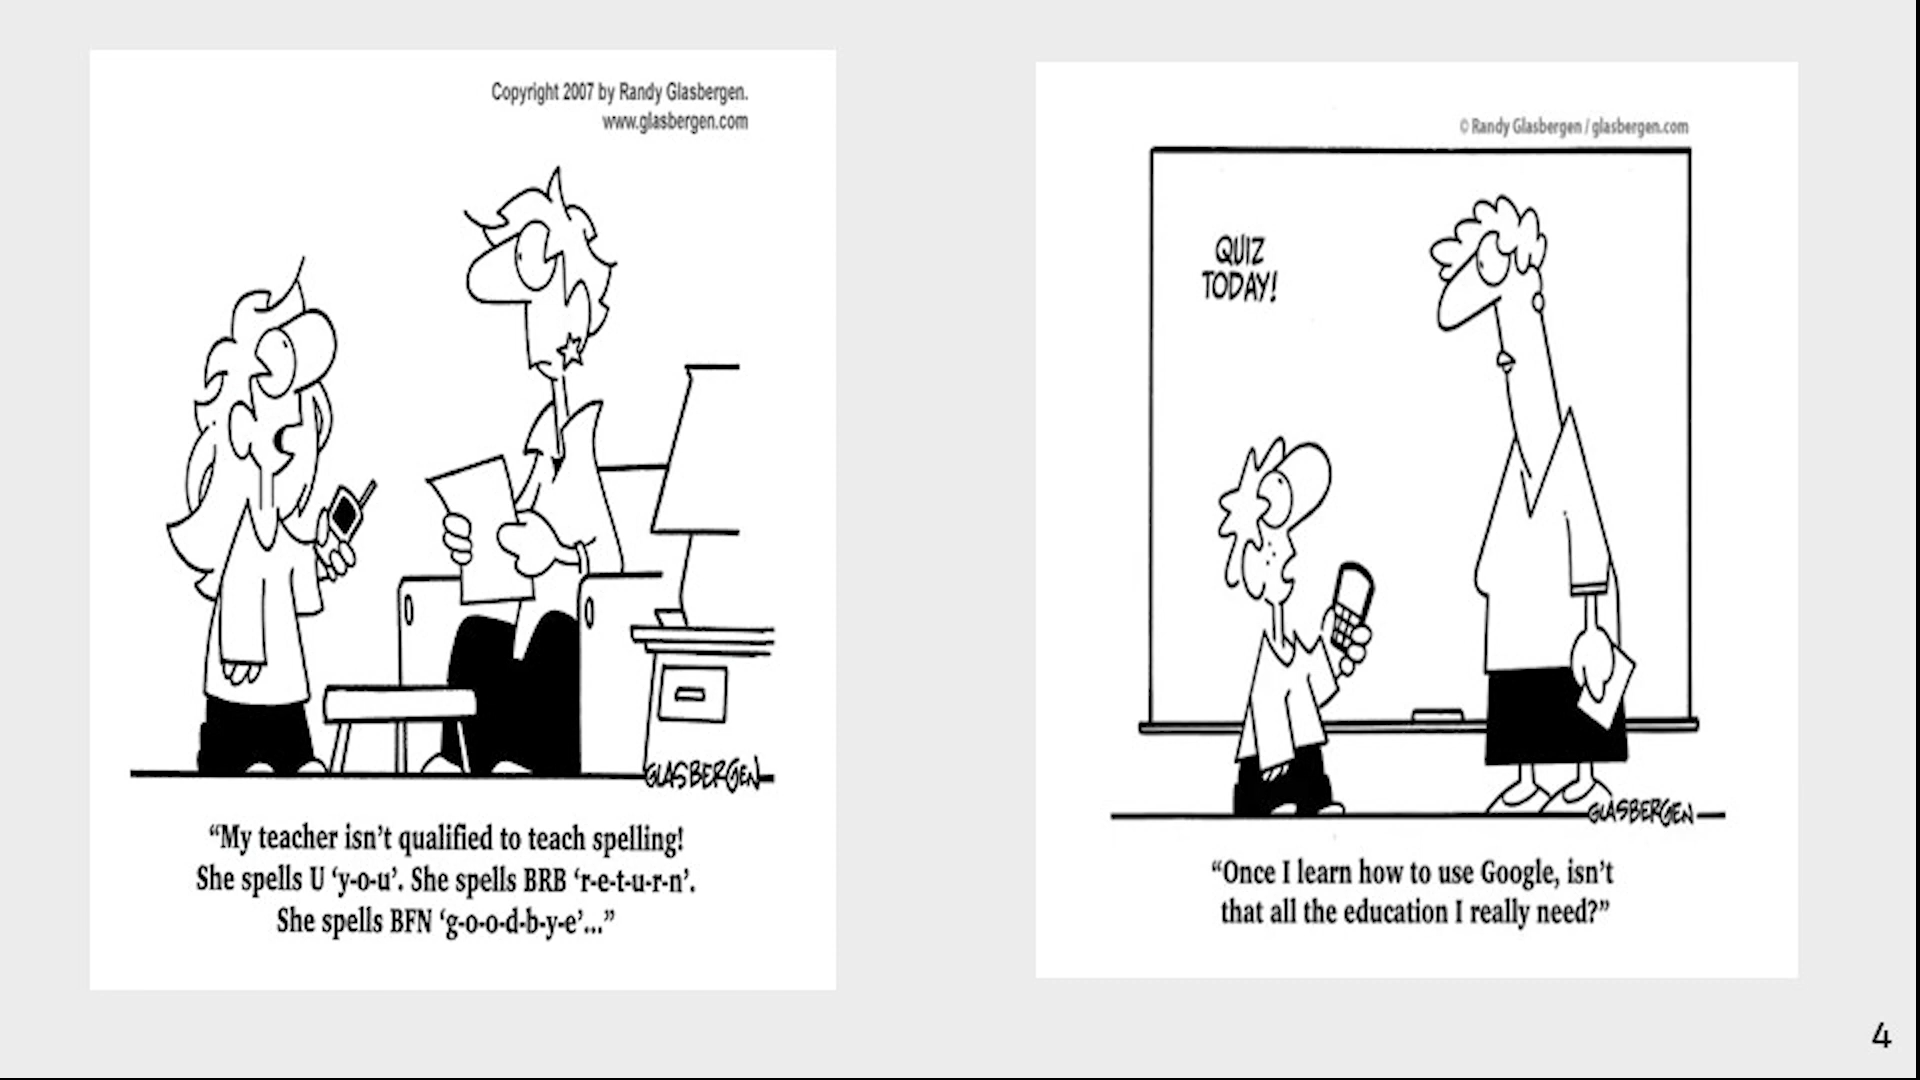 Copyright 2007 by Randy Glasbergen.
www.glasbergen.com
GLASBERGEN
“My teacher isn’t qualified to teach spelling!
She spells U ‘y-o-u’. She spells BRB ‘r-e-t-u-r-n’.
She spells BFN ‘g-o-o-d-b-y-e’...”
© Randy Glasbergen / glasbergen.com
QUIZ
TODAY!
GLASBERGEN
“Once I learn how to use Google, isn’t
that all the education I really need?”
4